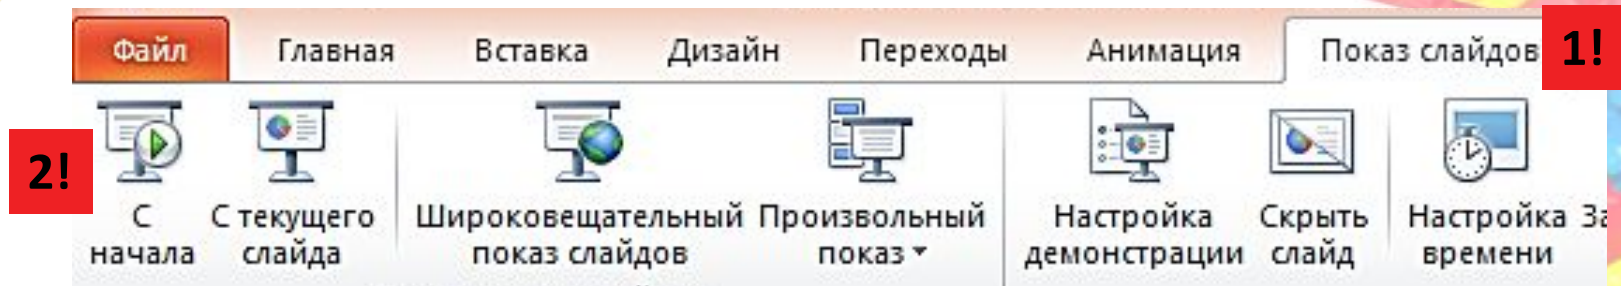 Файл Главная Вставка Дизайн Переходы Анимация Показ слайдов 1!
2!
С начала
С текущего слайда
Широковещательный показ слайдов
Произвольный показ
Настройка демонстрации
Скрыть слайд
Настройка времени